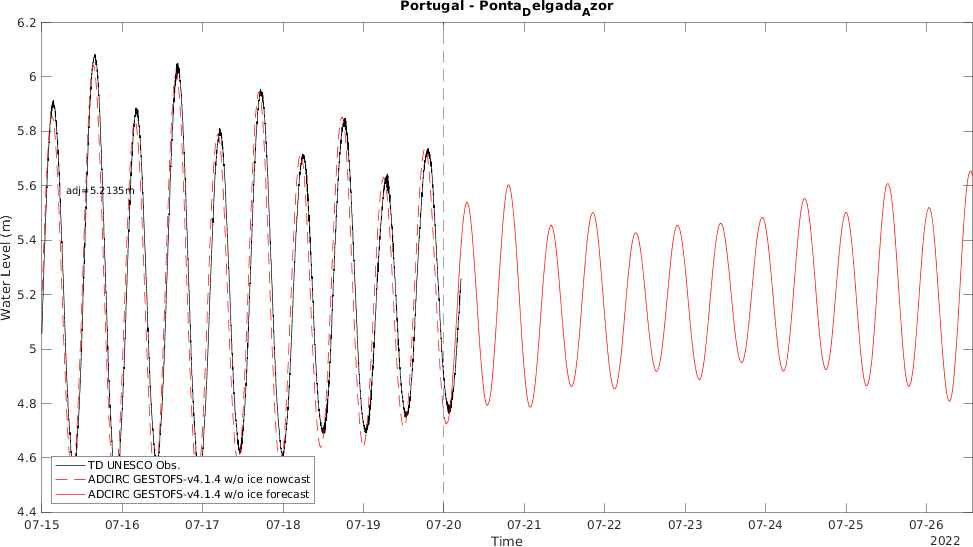 Portugal - PontaDelgadaAzor
6.2
6
5.8
5.6
5.4
5.2
5
4.8
4.6
4.4
Water Level (m)
adj=5.2135m
TD UNESCO Obs.
ADCIRC GESTOFS-v4.1.4 w/o ice nowcast
ADCIRC GESTOFS-v4.1.4 w/o ice forecast
07-15 07-16 07-17 07-18 07-19 07-20 07-21 07-22 07-23 07-24 07-25 07-26
Time
2022